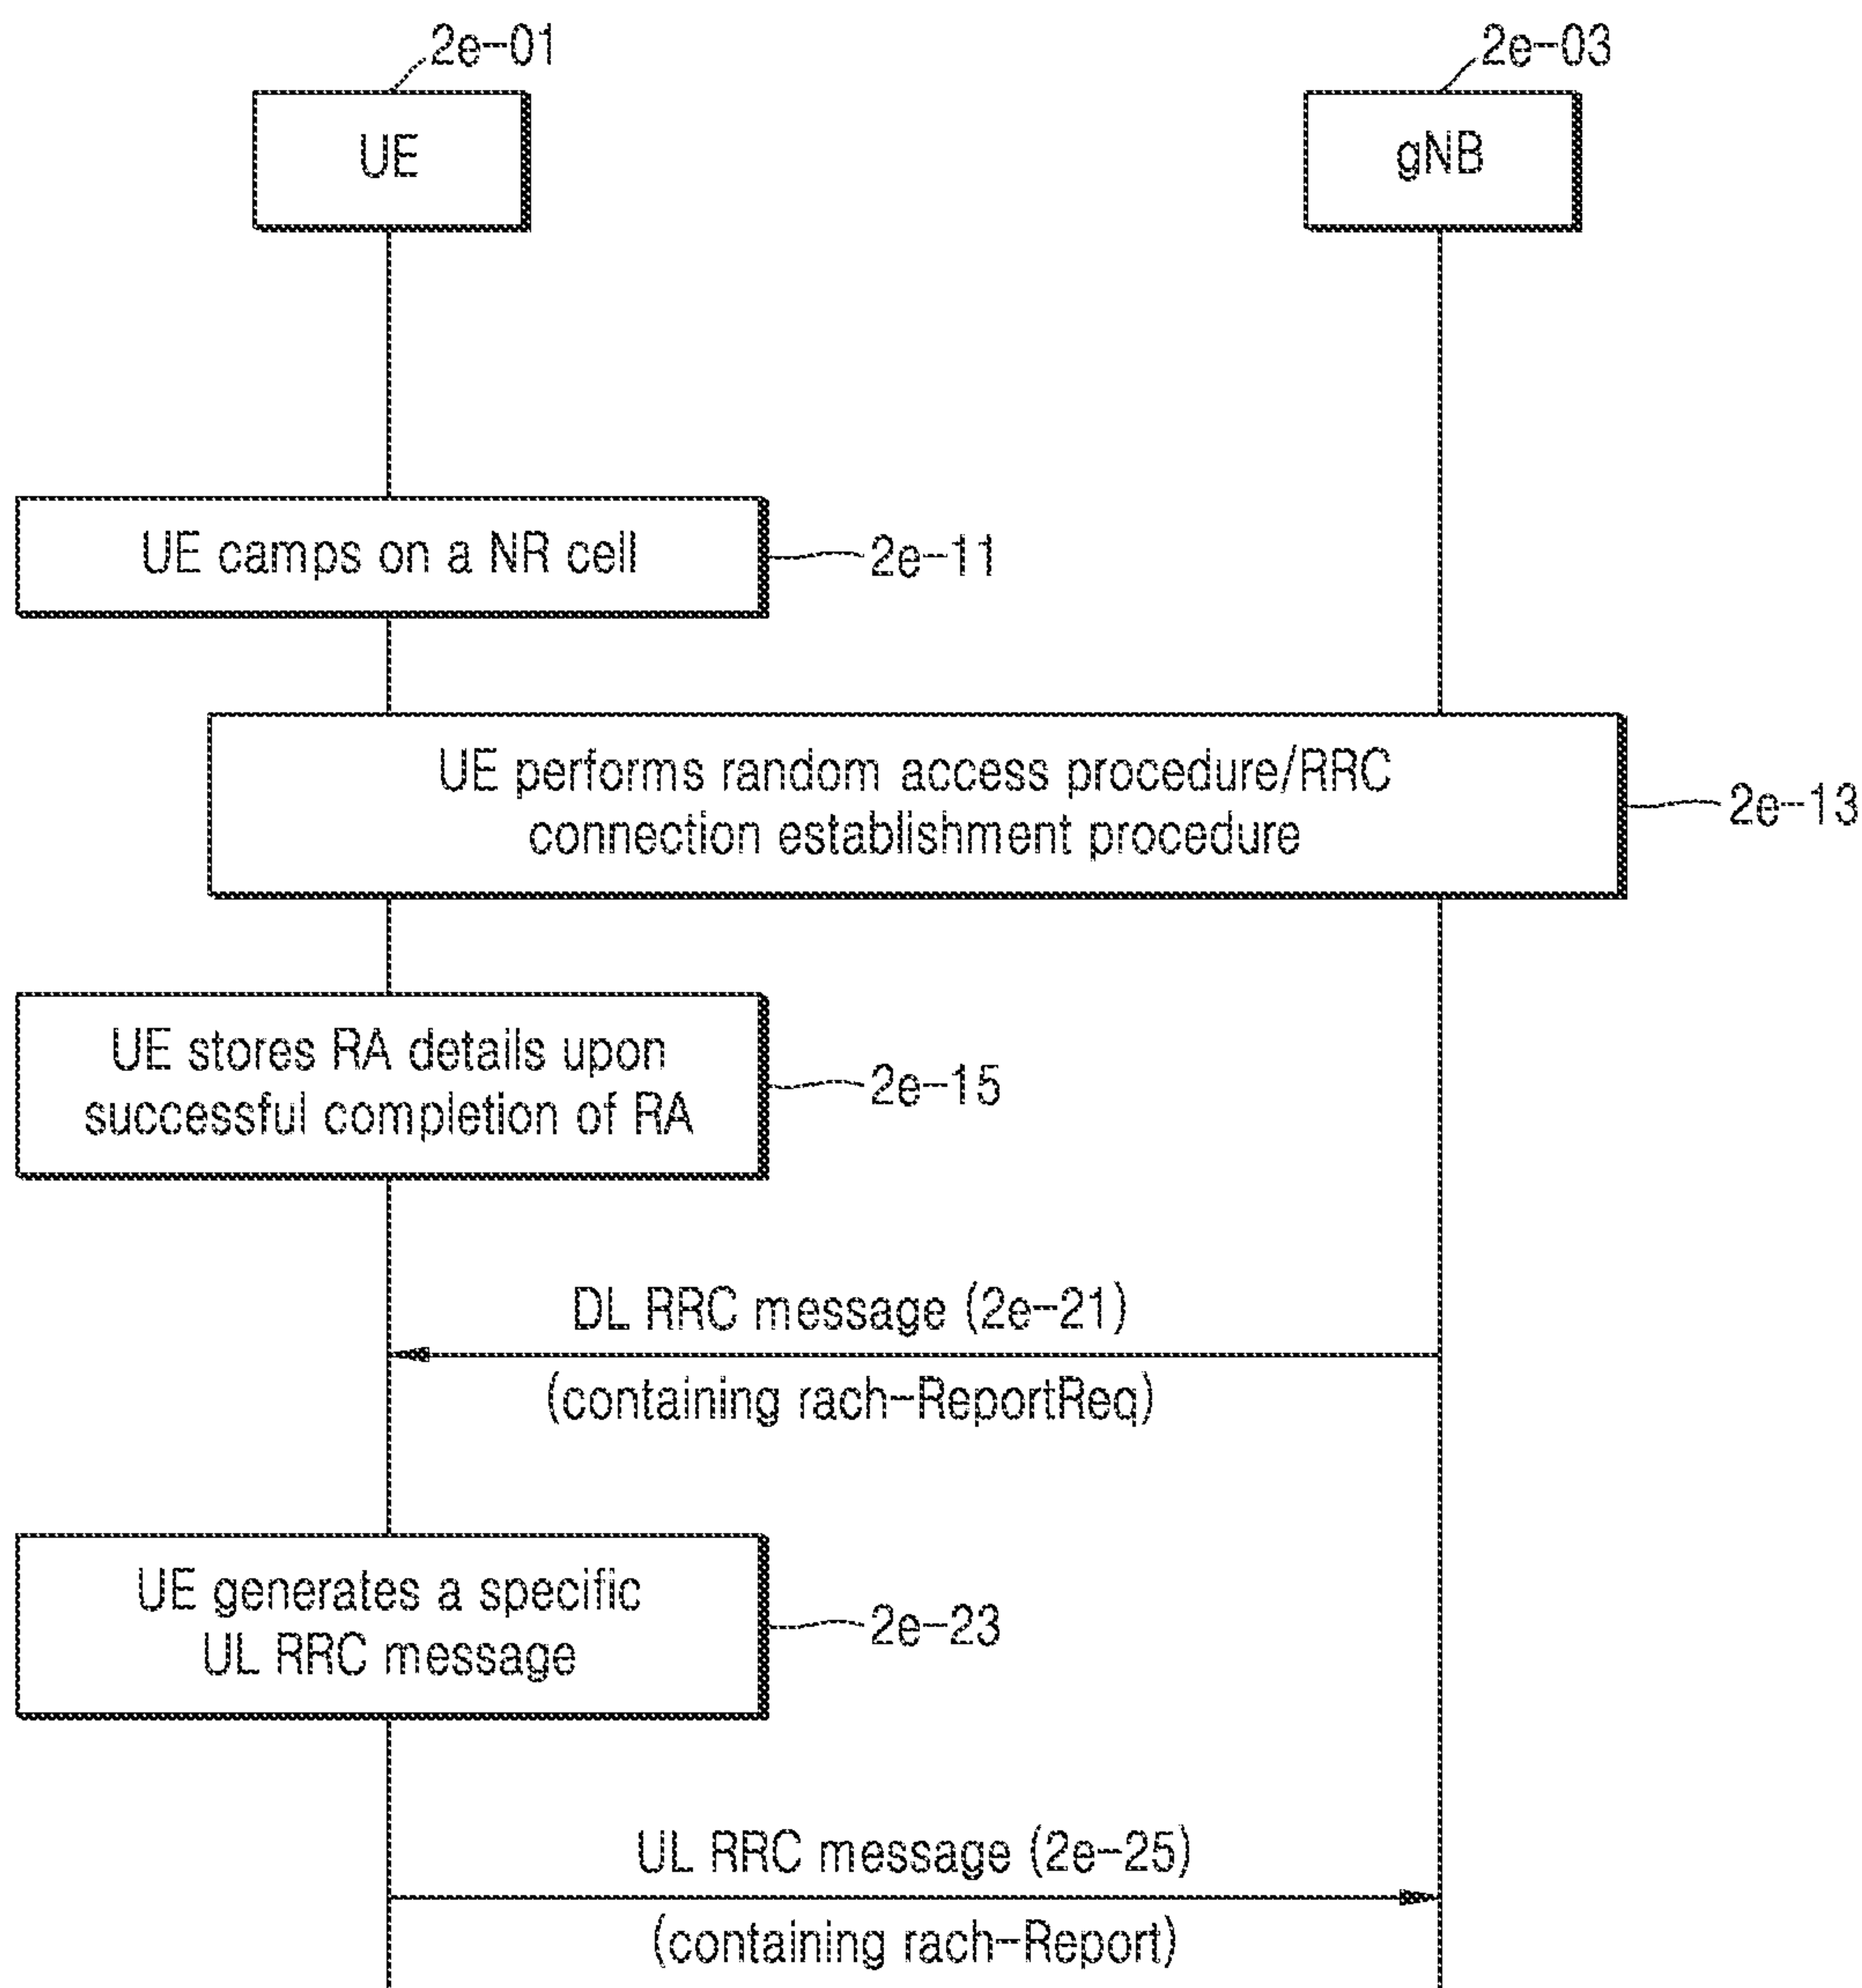 2e-01
2e-03
UE
gNB
UE camps on a NR cell
2e-11
UE performs random access procedure/RRC
connection establishment procedure
2e-13
UE stores RA details upon
successful completion of RA
2e-15
DL RRC message (2e-21)
(containing rach-ReportReq)
UE generates a specific
UL RRC message
2e-23
UL RRC message (2e-25)
(containing rach-Report)